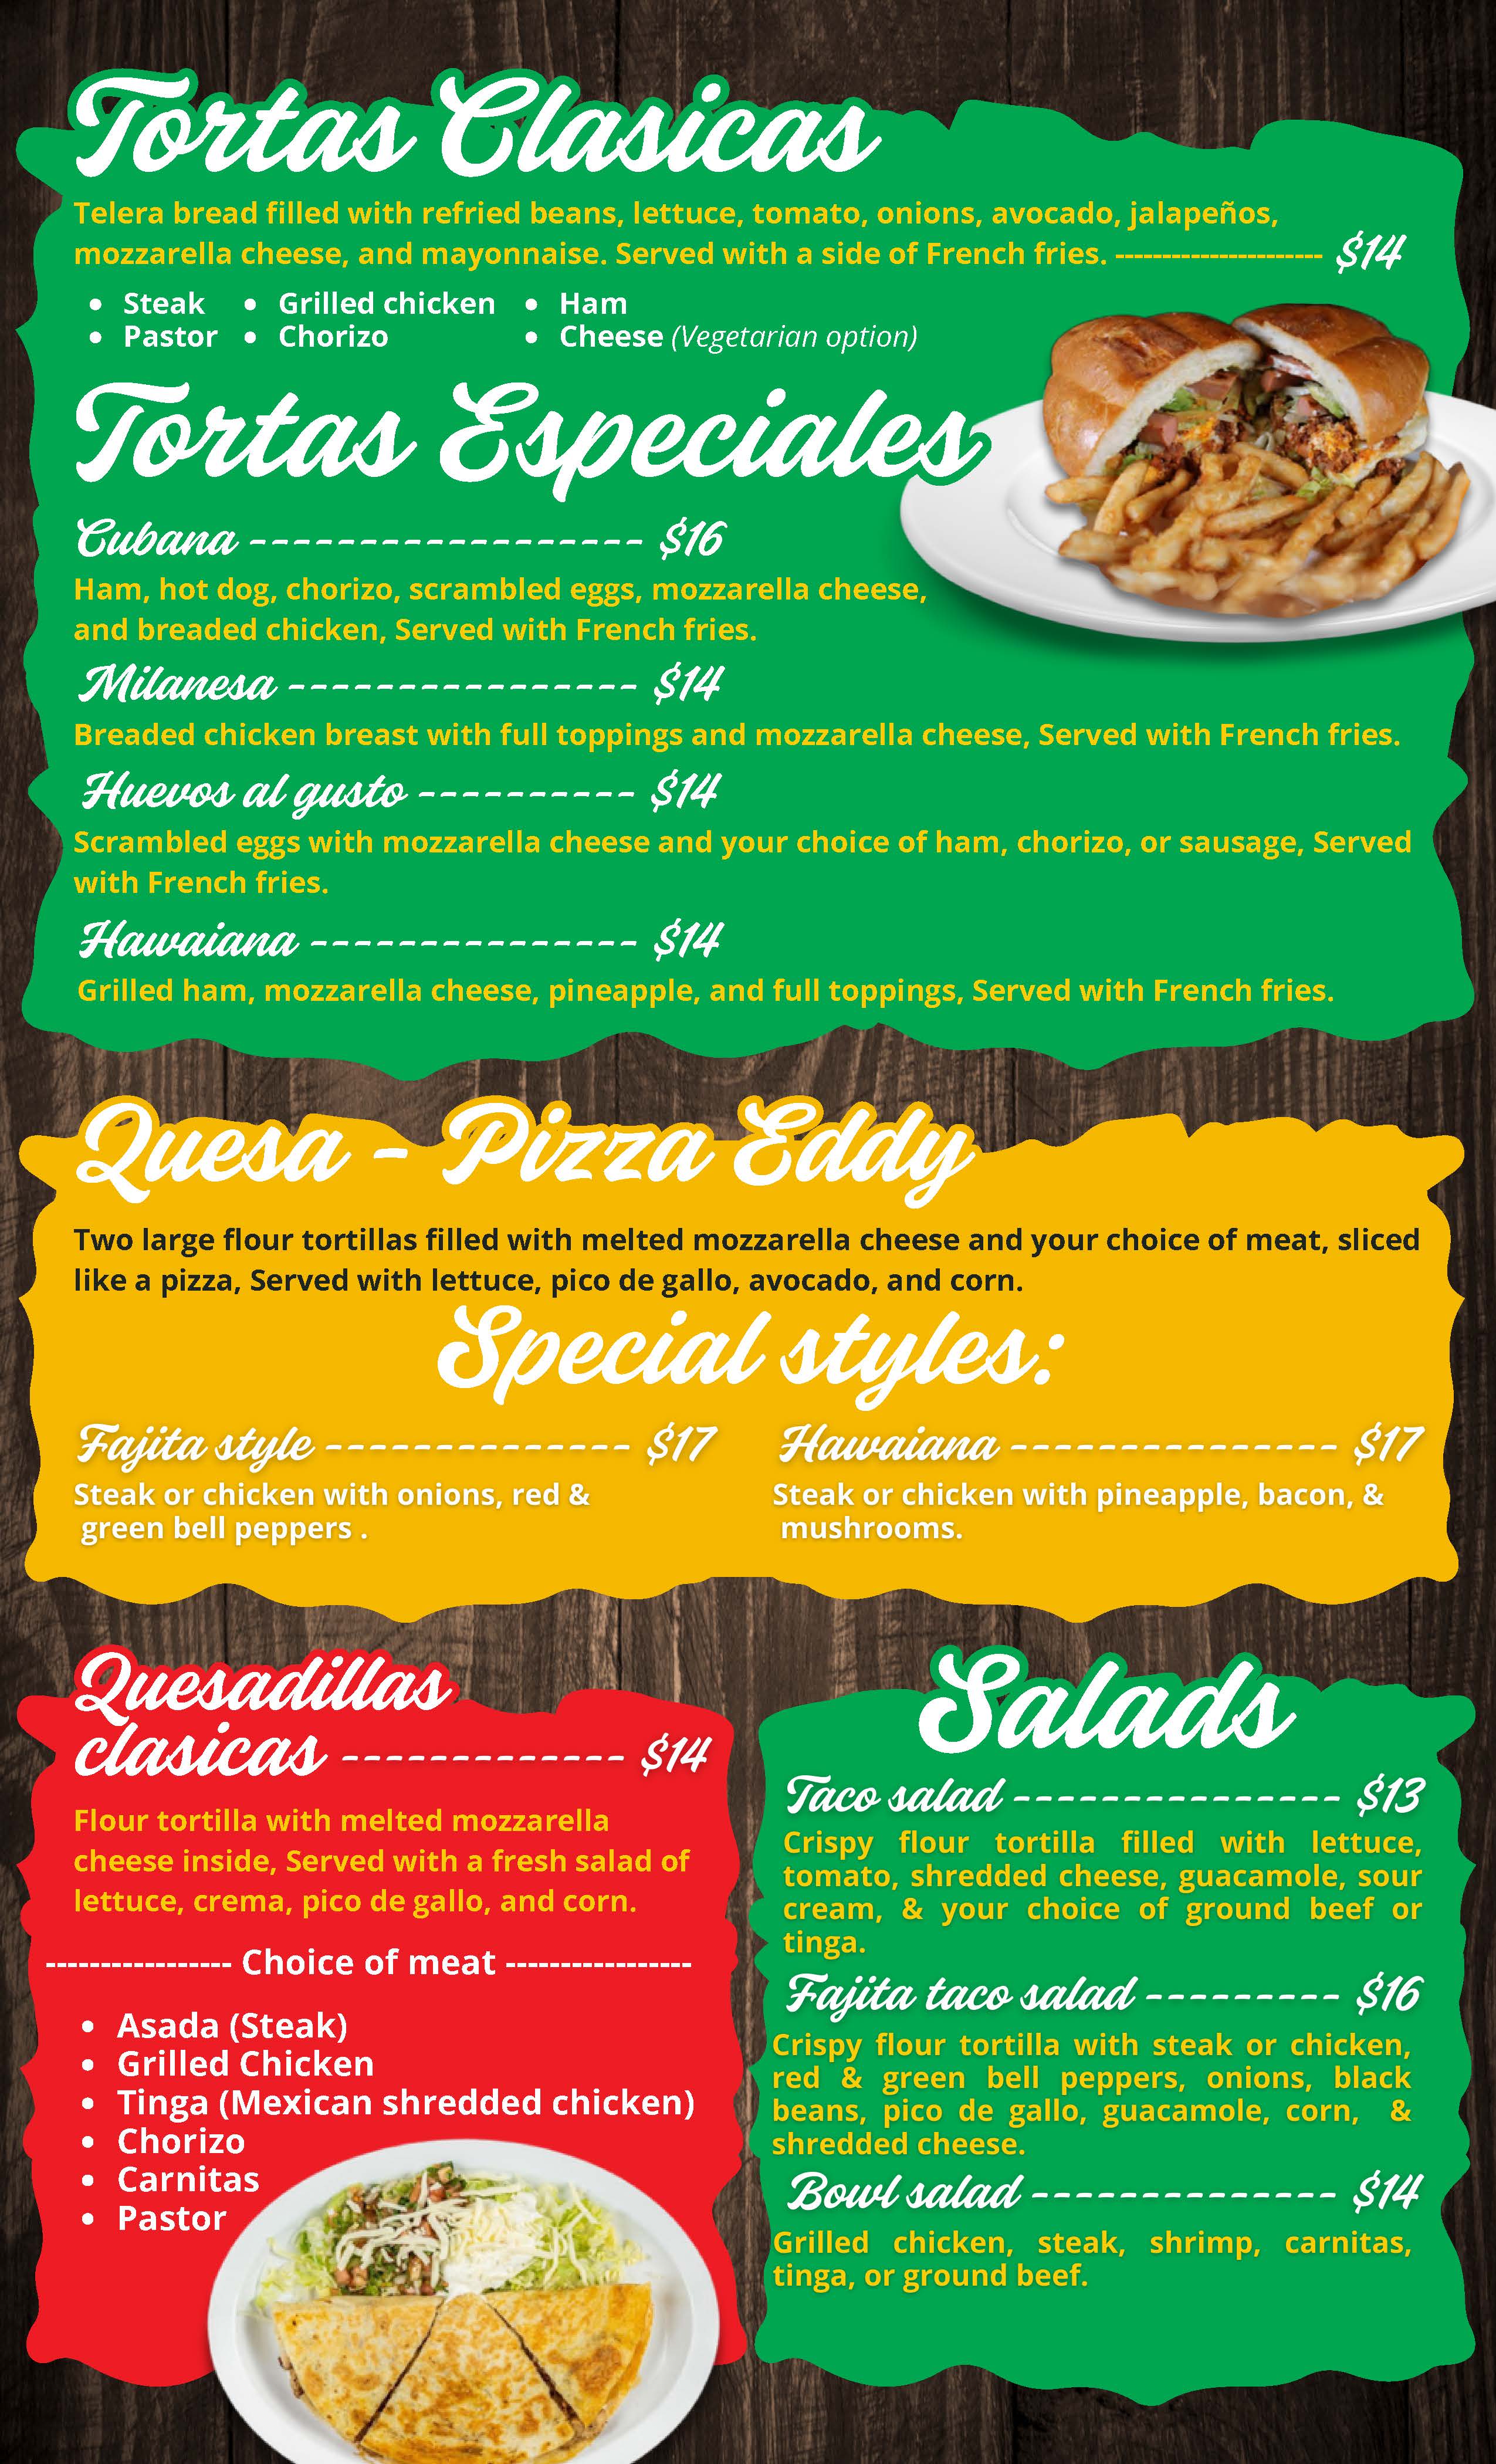 Tortas Clasicas
Telera bread filled with refried beans, lettuce, tomato, onions, avocado, jalapeños,
mozzarella cheese, and mayonnaise. Served with a side of French fries. ---------------------- $14
• Steak • Grilled chicken • Ham
• Pastor • Chorizo • Cheese (Vegetarian option)
Tortas Especiales
Cubana ------------------ $16
Ham, hot dog, chorizo, scrambled eggs, mozzarella cheese,
and breaded chicken, Served with French fries.
Milanesa ---------------- $14
Breaded chicken breast with full toppings and mozzarella cheese, Served with French fries.
Huevos al gusto ---------- $14
Scrambled eggs with mozzarella cheese and your choice of ham, chorizo, or sausage, Served
with French fries.
Hawaiana --------------- $14
Grilled ham, mozzarella cheese, pineapple, and full toppings, Served with French fries.
Quesa - Pizza Eddy
Two large flour tortillas filled with melted mozzarella cheese and your choice of meat, sliced
like a pizza, Served with lettuce, pico de gallo, avocado, and corn.
Special styles:
Fajita style -------------- $17
Steak or chicken with onions, red &
green bell peppers .
Hawaiana --------------- $17
Steak or chicken with pineapple, bacon, &
mushrooms.
Quesadillas
clasicas ------------- $14
Flour tortilla with melted mozzarella
cheese inside, Served with a fresh salad of
lettuce, crema, pico de gallo, and corn.
----------------- Choice of meat -----------------
• Asada (Steak)
• Grilled Chicken
• Tinga (Mexican shredded chicken)
• Chorizo
• Carnitas
• Pastor
Salads
Taco salad --------------- $13
Crispy flour tortilla filled with lettuce,
tomato, shredded cheese, guacamole, sour
cream, & your choice of ground beef or
tinga.
Fajita taco salad --------- $16
Crispy flour tortilla with steak or chicken,
red & green bell peppers, onions, black
beans, pico de gallo, guacamole, corn, &
shredded cheese.
Bowl salad -------------- $14
Grilled chicken, steak, shrimp, carnitas,
tinga, or ground beef.